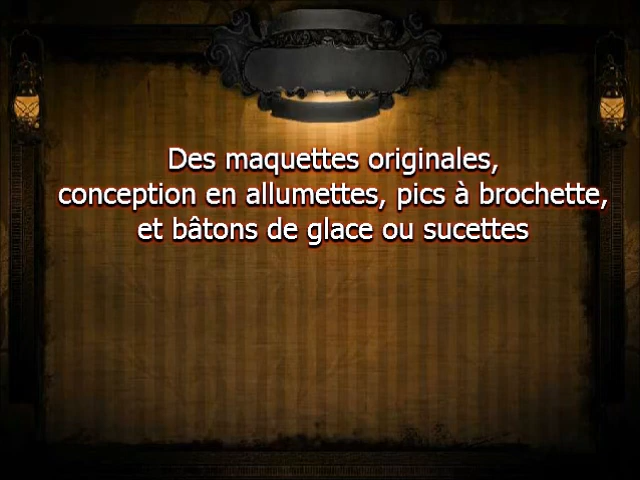 Des maquettes originales,
conception en allumettes, pics à brochette,
et bâtons de glace ou sucettes